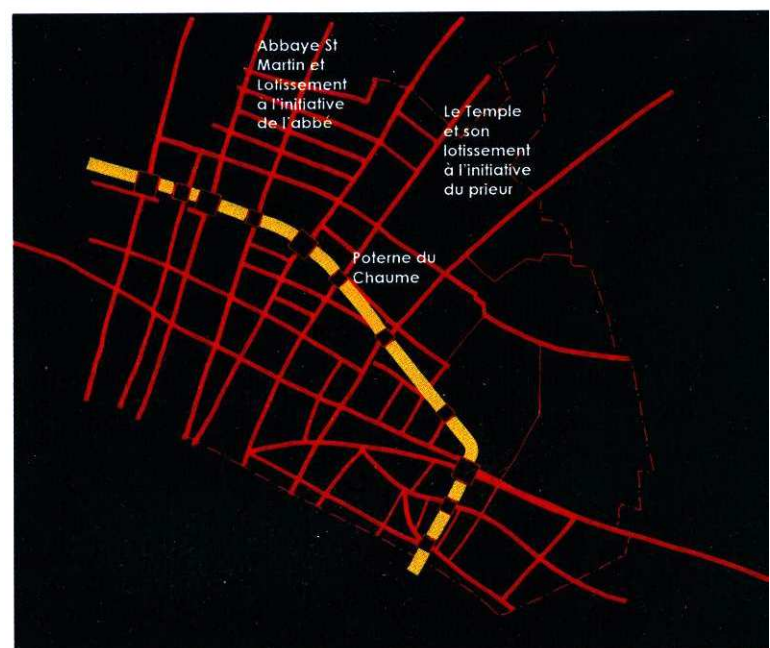 Abbaye St
Martin et
Lotissement
à l'initiative
de l'abbé
Le Temple
et son
lotissement
à l'initiative
du prieur
Poterne du
Chaume